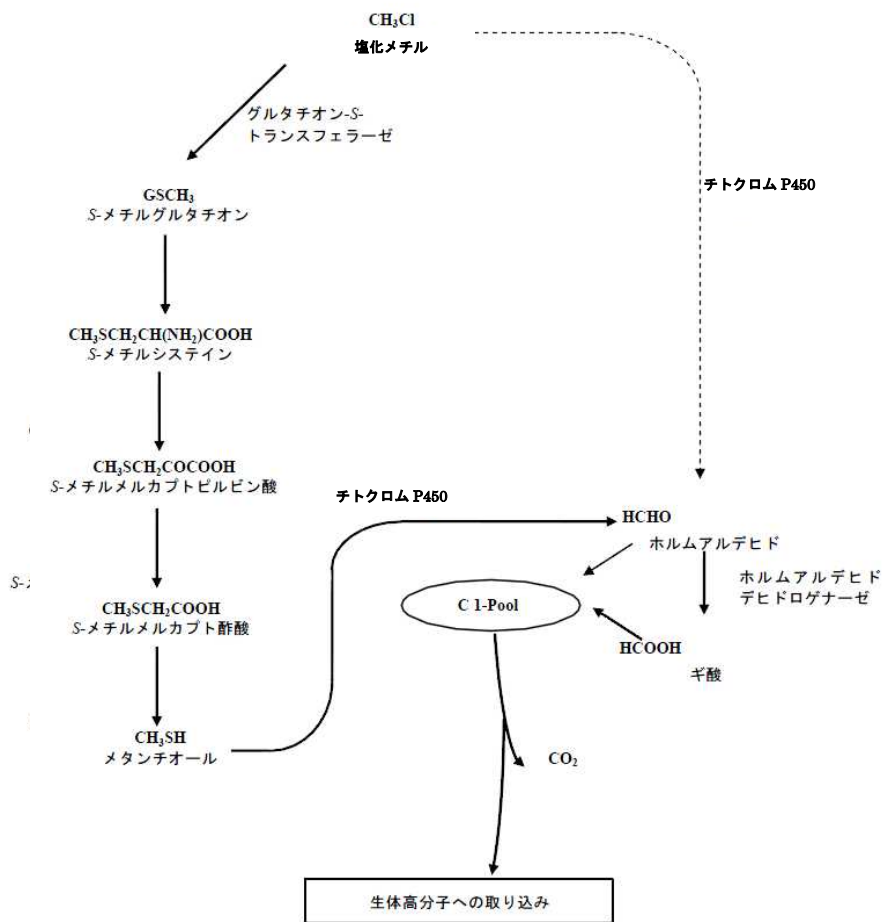 CH₃Cl
塩化メチル
グルタチオン-S-
トランスフェラーゼ
チトクロム P450
GSCH₃
S-メチルグルタチオン
CH₃SCH₂CH(NH₂)COOH
S-メチルシステイン
CH₃SCH₂COCOOH
S-メチルメルカプトピルビン酸
チトクロム P450
HCHO
ホルムアルデヒド
ホルムアルデヒド
デヒドロゲナーゼ
C 1-Pool
S-
CH₃SCH₂COOH
S-メチルメルカプト酢酸
HCOOH
ギ酸
CH₃SH
メタンチオール
CO₂
生体高分子への取り込み